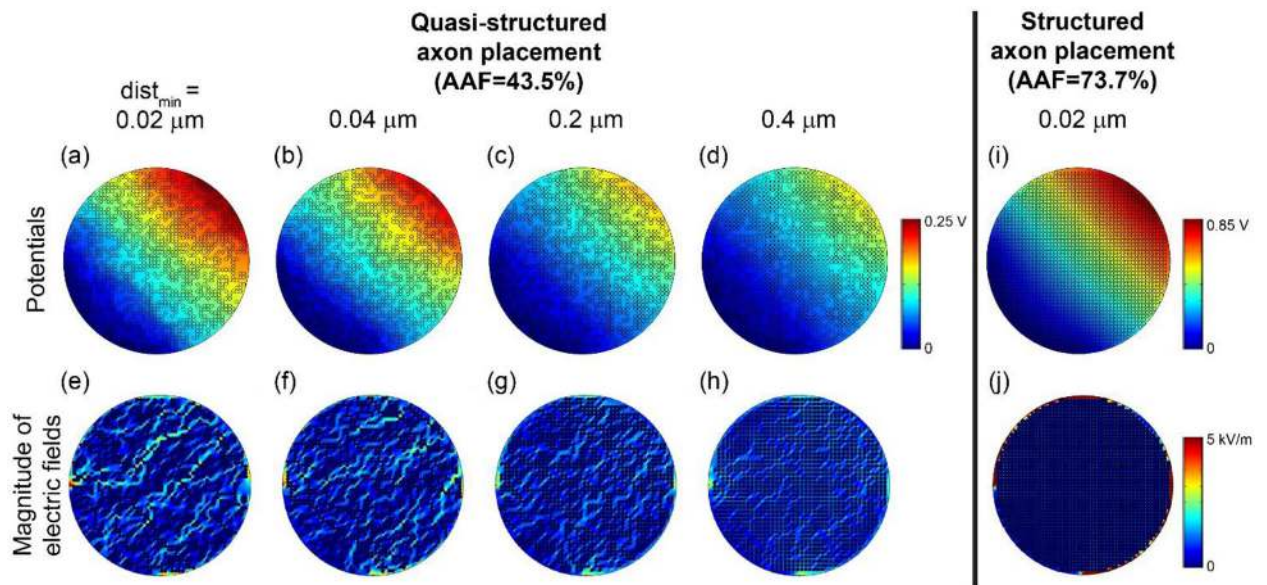 Quasi-structured
axon placement
(AAF=43.5%)
Structured
axon placement
(AAF=73.7%)
dist_min =
0.02 μm
0.04 μm
0.2 μm
0.4 μm
0.02 μm
(a)
(b)
(c)
(d)
(i)
Potentials
0.25 V
0
0.85 V
0
(e)
(f)
(g)
(h)
(j)
Magnitude of
electric fields
5 kV/m
0